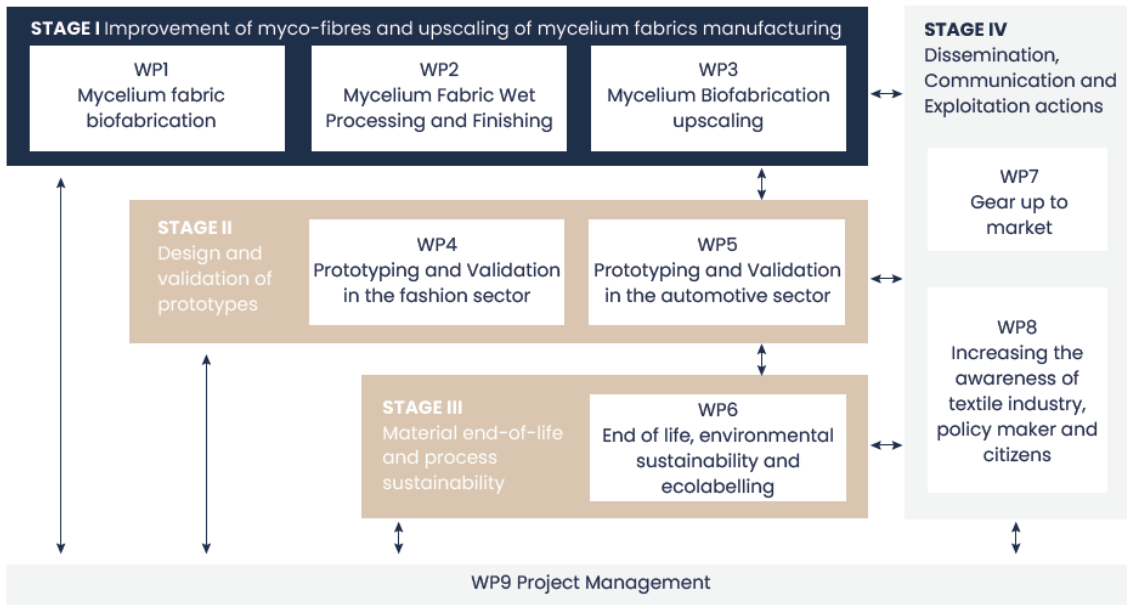 STAGE I Improvement of myco-fibres and upscaling of mycelium fabrics manufacturing
WP1
Mycelium fabric
biofabrication
WP2
Mycelium Fabric Wet
Processing and Finishing
WP3
Mycelium Biofabrication
upscaling
STAGE II
Design and
validation of
prototypes
WP4
Prototyping and Validation
in the fashion sector
WP5
Prototyping and Validation
in the automotive sector
STAGE III
Material end-of-life
and process
sustainability
WP6
End of life, environmental
sustainability and
ecolabelling
STAGE IV
Dissemination,
Communication and
Exploitation actions
WP7
Gear up to
market
WP8
Increasing the
awareness of
textile industry,
policy maker and
citizens
WP9 Project Management